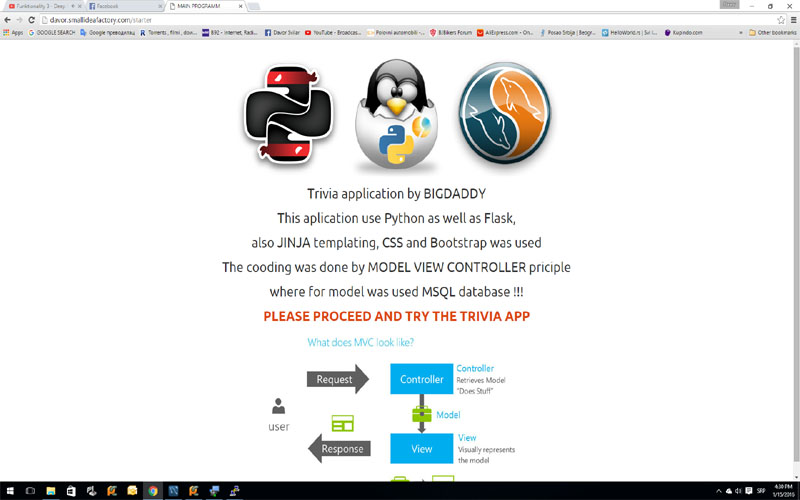 Funktionality 3 - Deep
Facebook
MAIN PROGRAMM
davor.smallideafactory.com/starter
Apps
GOOGLE SEARCH
Google преводилац
Torrents, filmi, dow
B92 - Internet, Radi
Davor Svilar
YouTube - Broadcas
Polovni automobili
BjBikers Forum
AliExpress.com - On
Posao Srbija | Beogr
HelloWorld.rs | Svi
Kupindo.com
Other bookmarks
Trivia application by BIGDADDY
This aplication use Python as well as Flask,
also JINJA templating, CSS and Bootstrap was used
The cooding was done by MODEL VIEW CONTROLLER priciple
where for model was used MSQL database !!!
PLEASE PROCEED AND TRY THE TRIVIA APP
What does MVC look like?
Request
Controller
Controller
Retrieves Model
"Does Stuff"
user
Model
Response
View
View
Visually represents
the model
SRP
4:30 PM
1/15/2016